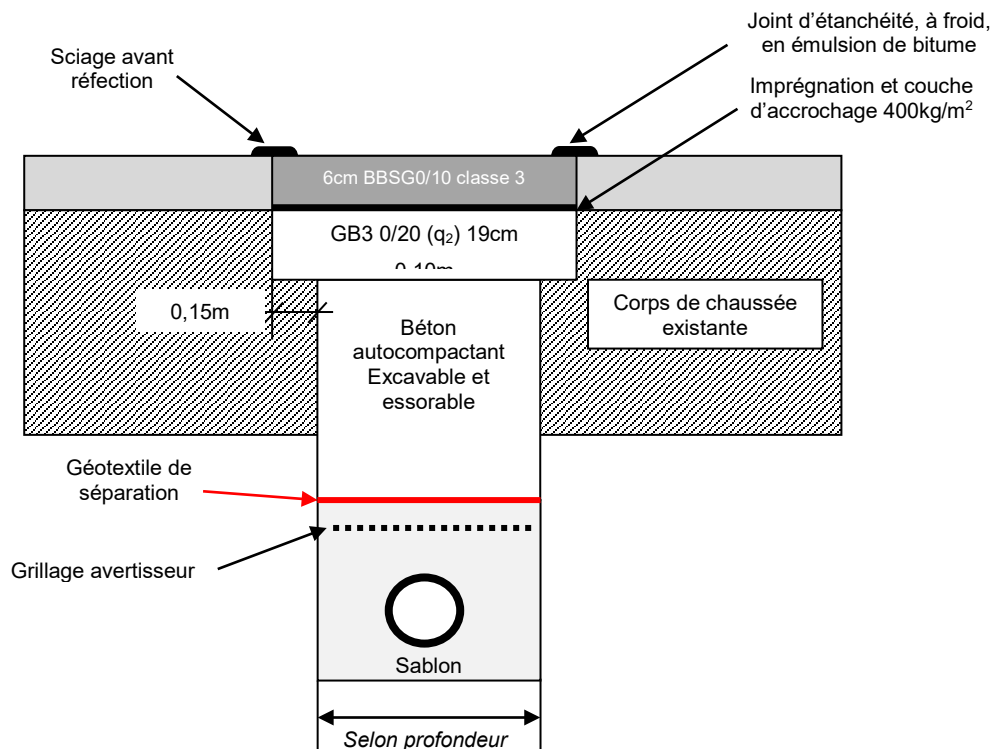 Joint d'étanchéité, à froid,
en émulsion de bitume
Sciage avant
réfection
Imprégnation et couche
d'accrochage 400kg/m²
6cm BBSG0/10 classe 3
GB3 0/20 (q₂) 19cm
0,15m
Corps de chaussée
existante
Béton
autocompactant
Excavable et
essorable
Géotextile de
séparation
Grillage avertisseur
Sablon
Selon profondeur